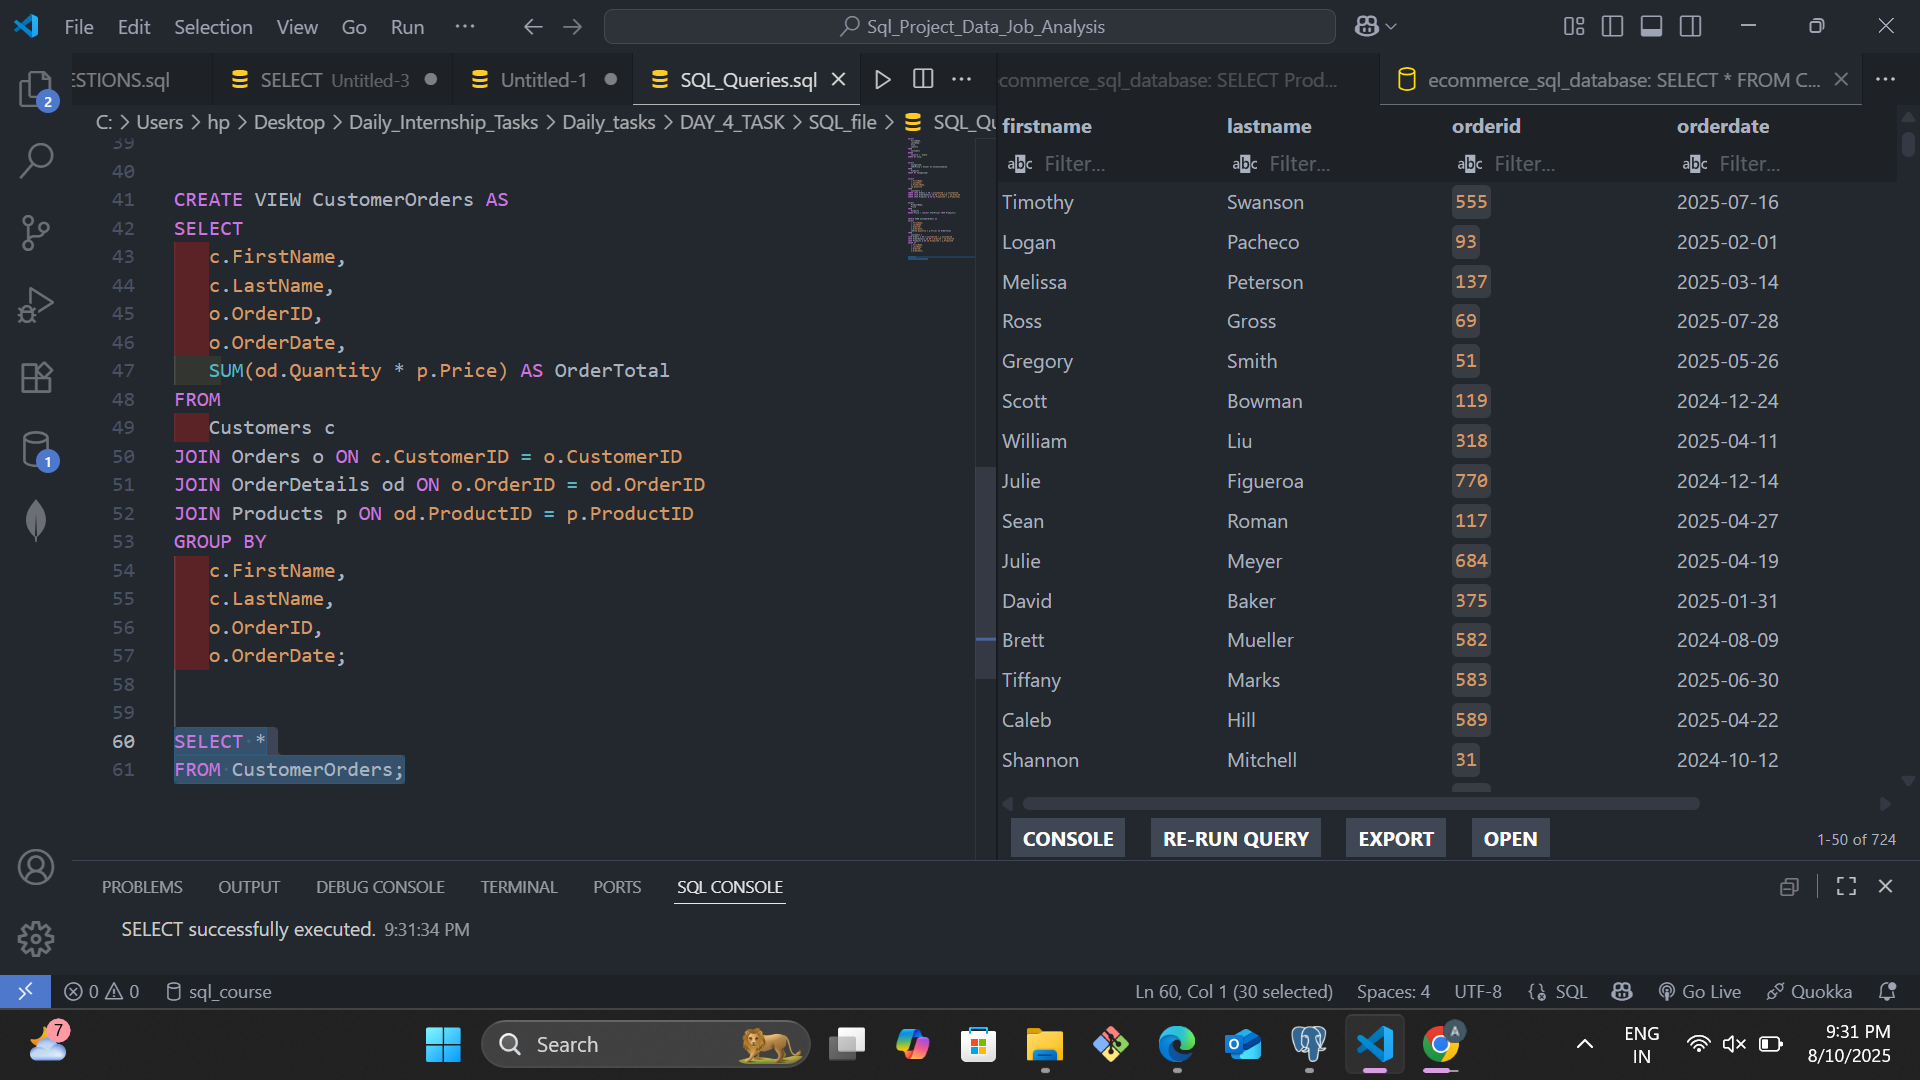 File Edit Selection View Go Run ···
Sql_Project_Data_Job_Analysis
ESTIONS.sql
SELECT Untitled-3
Untitled-1
SQL_Queries.sql
commerce_sql_database: SELECT Prod...
ecommerce_sql_database: SELECT * FROM C...
C: > Users > hp > Desktop > Daily_Internship_Tasks > Daily_tasks > DAY_4_TASK > SQL_file > SQL_Qu
39
40
41 CREATE VIEW CustomerOrders AS
42 SELECT
43 c.FirstName,
44 c.LastName,
45 o.OrderID,
46 o.OrderDate,
47 SUM(od.Quantity * p.Price) AS OrderTotal
48 FROM
49 Customers c
50 JOIN Orders o ON c.CustomerID = o.CustomerID
51 JOIN OrderDetails od ON o.OrderID = od.OrderID
52 JOIN Products p ON od.ProductID = p.ProductID
53 GROUP BY
54 c.FirstName,
55 c.LastName,
56 o.OrderID,
57 o.OrderDate;
58
59
60 SELECT *
61 FROM CustomerOrders;
firstname lastname orderid orderdate
abc Filter... abc Filter... abc Filter... abc Filter...
Timothy Swanson 555 2025-07-16
Logan Pacheco 93 2025-02-01
Melissa Peterson 137 2025-03-14
Ross Gross 69 2025-07-28
Gregory Smith 51 2025-05-26
Scott Bowman 119 2024-12-24
William Liu 318 2025-04-11
Julie Figueroa 770 2024-12-14
Sean Roman 117 2025-04-27
Julie Meyer 684 2025-04-19
David Baker 375 2025-01-31
Brett Mueller 582 2024-08-09
Tiffany Marks 583 2025-06-30
Caleb Hill 589 2025-04-22
Shannon Mitchell 31 2024-10-12
CONSOLE RE-RUN QUERY EXPORT OPEN 1-50 of 724
2
1
PROBLEMS OUTPUT DEBUG CONSOLE TERMINAL PORTS SQL CONSOLE
SELECT successfully executed. 9:31:34 PM
0 0 sql_course
Ln 60, Col 1 (30 selected) Spaces: 4 UTF-8 SQL Go Live Quokka
7
Search
A
ENG
IN
9:31 PM
8/10/2025